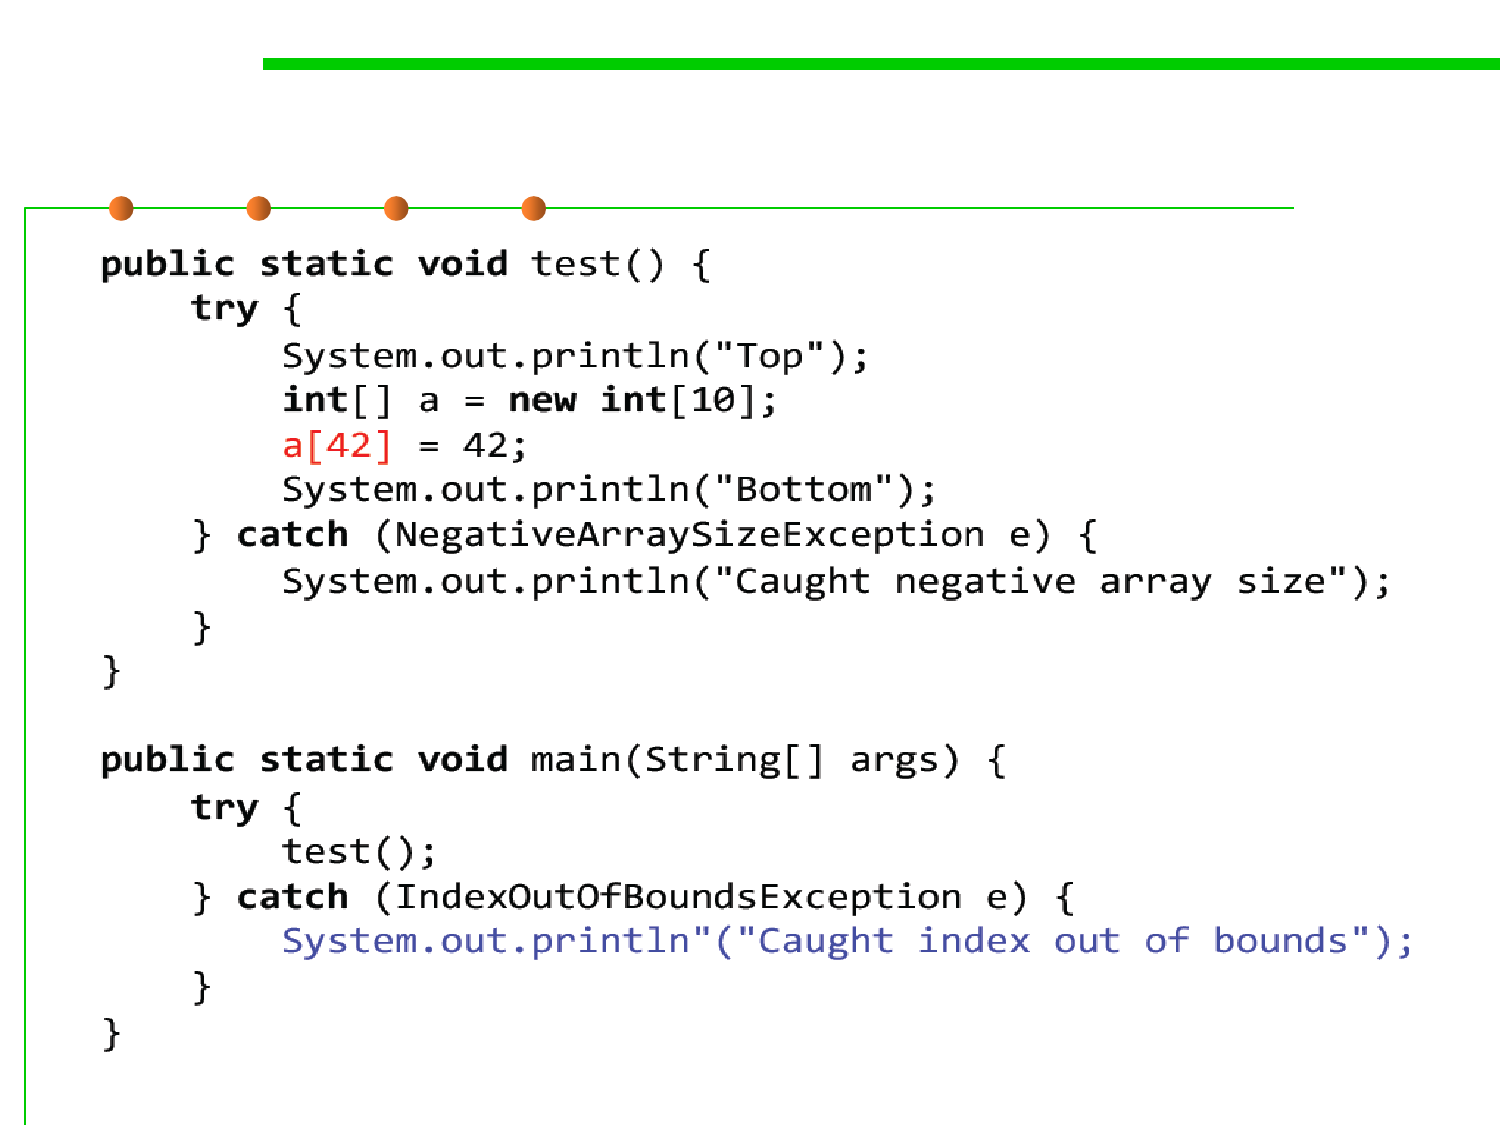 public static void test() {
    try {
        System.out.println("Top");
        int[] a = new int[10];
        a[42] = 42;
        System.out.println("Bottom");
    } catch (NegativeArraySizeException e) {
        System.out.println("Caught negative array size");
    }
}
public static void main(String[] args) {
    try {
        test();
    } catch (IndexOutOfBoundsException e) {
        System.out.println"("Caught index out of bounds");
    }
}